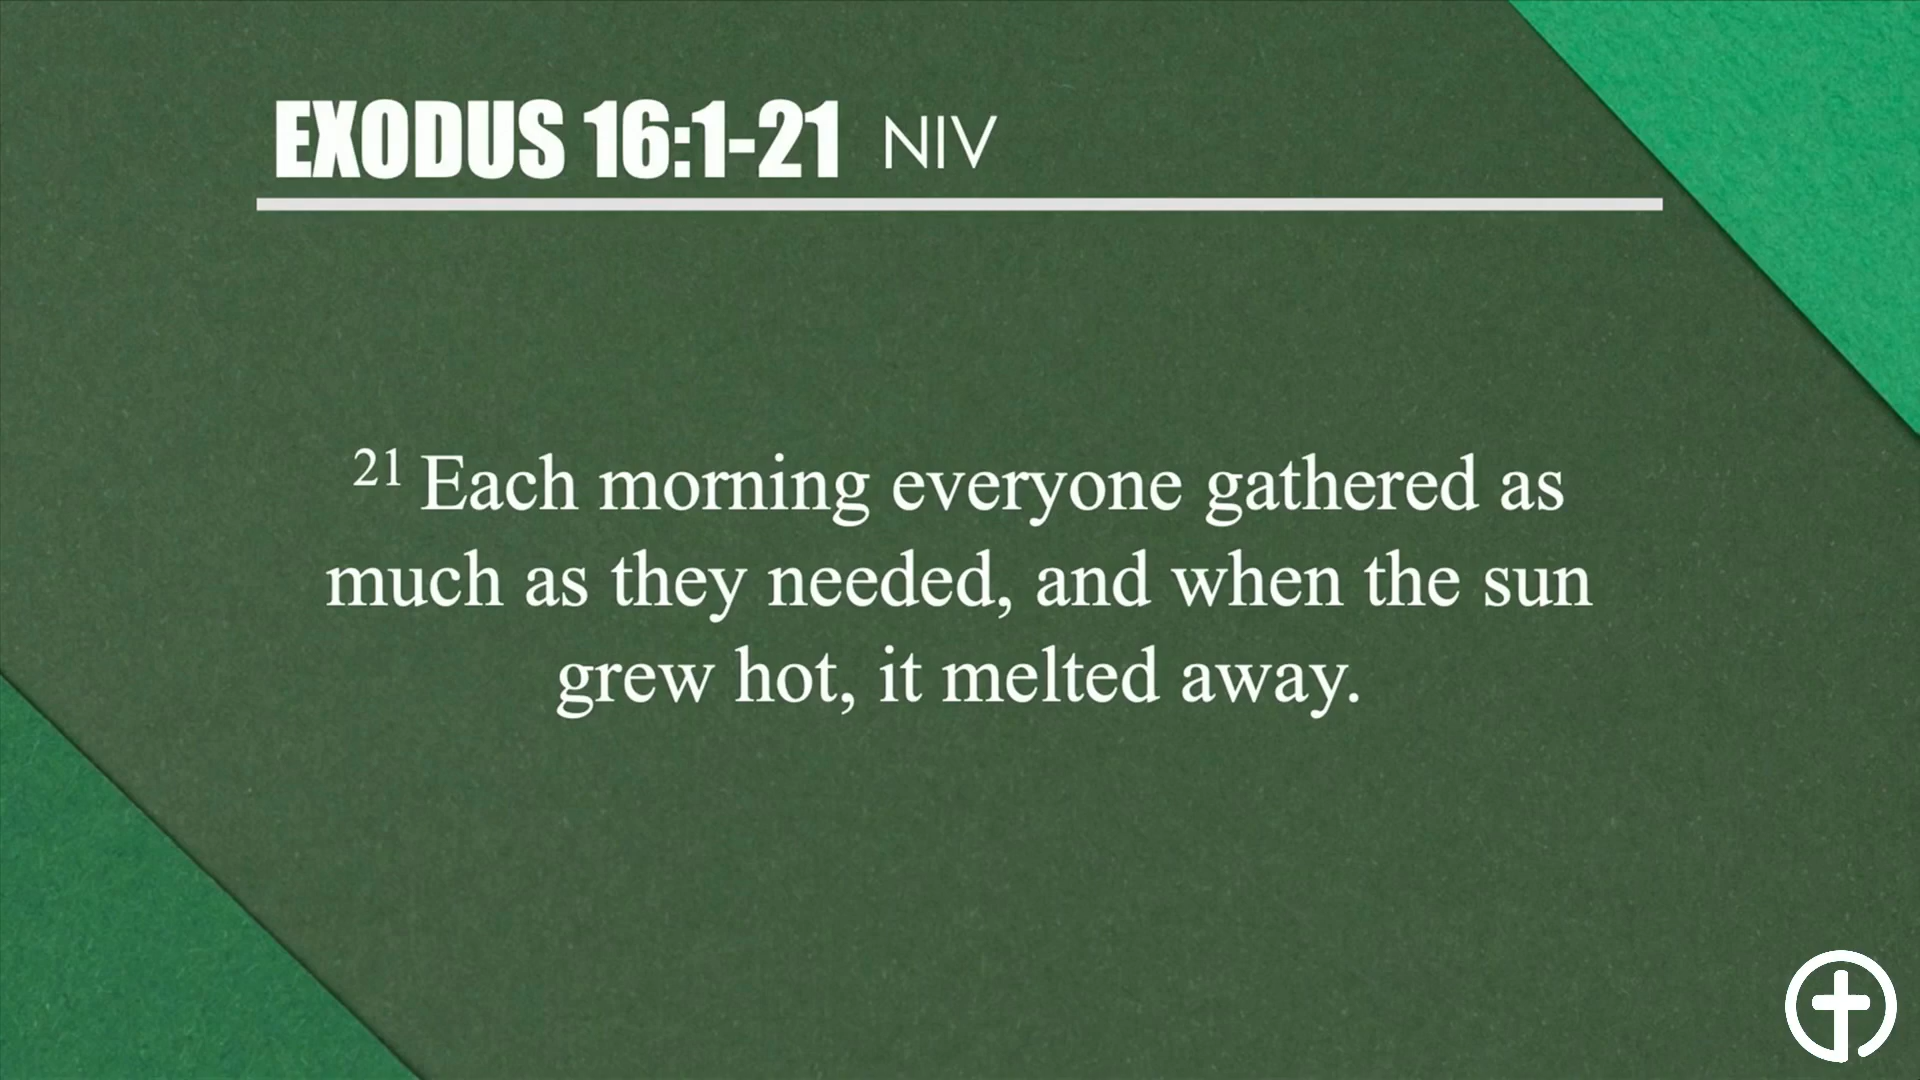 EXODUS 16:1-21 NIV
21 Each morning everyone gathered as
much as they needed, and when the sun
grew hot, it melted away.